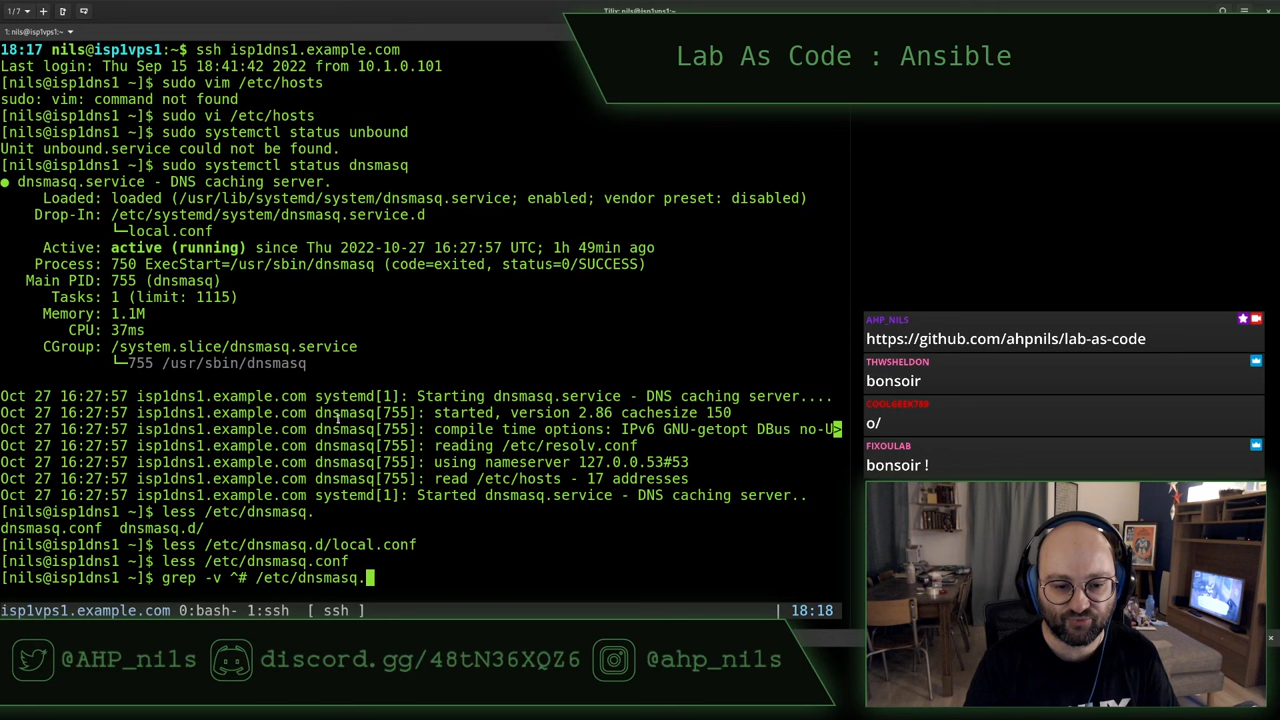 1/7
Tilix: nils@isp1vps1:~
1: nils@isp1vps1:~
Lab As Code : Ansible
18:17 nils@isp1vps1:~$ ssh isp1dns1.example.com
Last login: Thu Sep 15 18:41:42 2022 from 10.1.0.101
[nils@isp1dns1 ~]$ sudo vim /etc/hosts
sudo: vim: command not found
[nils@isp1dns1 ~]$ sudo vi /etc/hosts
[nils@isp1dns1 ~]$ sudo systemctl status unbound
Unit unbound.service could not be found.
[nils@isp1dns1 ~]$ sudo systemctl status dnsmasq
● dnsmasq.service - DNS caching server.
Loaded: loaded (/usr/lib/systemd/system/dnsmasq.service; enabled; vendor preset: disabled)
Drop-In: /etc/systemd/system/dnsmasq.service.d
└─local.conf
Active: active (running) since Thu 2022-10-27 16:27:57 UTC; 1h 49min ago
Process: 750 ExecStart=/usr/sbin/dnsmasq (code=exited, status=0/SUCCESS)
Main PID: 755 (dnsmasq)
Tasks: 1 (limit: 1115)
Memory: 1.1M
CPU: 37ms
CGroup: /system.slice/dnsmasq.service
└─755 /usr/sbin/dnsmasq
Oct 27 16:27:57 isp1dns1.example.com systemd[1]: Starting dnsmasq.service - DNS caching server....
Oct 27 16:27:57 isp1dns1.example.com dnsmasq[755]: started, version 2.86 cachesize 150
Oct 27 16:27:57 isp1dns1.example.com dnsmasq[755]: compile time options: IPv6 GNU-getopt DBus no-U>
Oct 27 16:27:57 isp1dns1.example.com dnsmasq[755]: reading /etc/resolv.conf
Oct 27 16:27:57 isp1dns1.example.com dnsmasq[755]: using nameserver 127.0.0.53#53
Oct 27 16:27:57 isp1dns1.example.com dnsmasq[755]: read /etc/hosts - 17 addresses
Oct 27 16:27:57 isp1dns1.example.com systemd[1]: Started dnsmasq.service - DNS caching server..
[nils@isp1dns1 ~]$ less /etc/dnsmasq.
dnsmasq.conf  dnsmasq.d/
[nils@isp1dns1 ~]$ less /etc/dnsmasq.d/local.conf
[nils@isp1dns1 ~]$ less /etc/dnsmasq.conf
[nils@isp1dns1 ~]$ grep -v ^# /etc/dnsmasq.
isp1vps1.example.com 0:bash- 1:ssh  [ ssh ] | 18:18
AHP_NILS
https://github.com/ahpnils/lab-as-code
THWSHELDON
bonsoir
COOLGEEK789
o/
FIXOULAB
bonsoir !
@AHP_nils
discord.gg/48tN36XQZ6
@ahp_nils